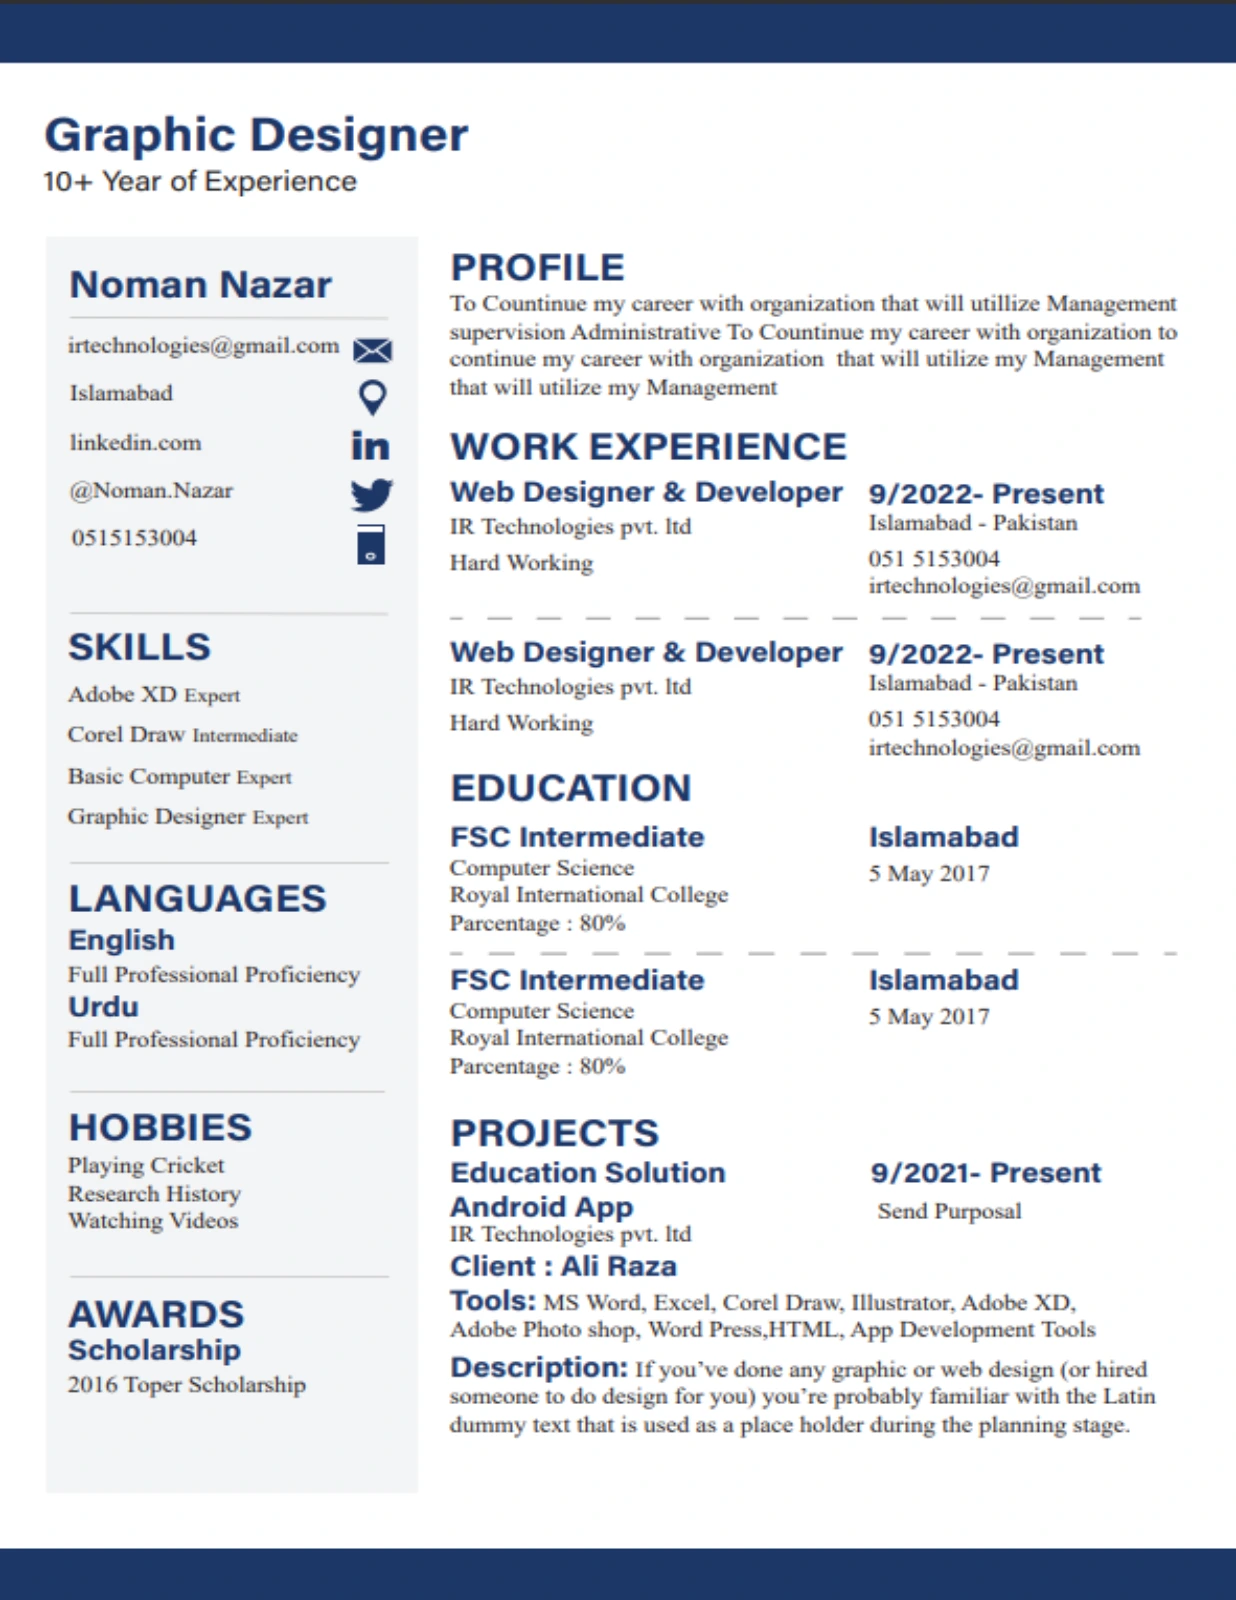 Graphic Designer
10+ Year of Experience
Noman Nazar
irtechnologies@gmail.com
Islamabad
linkedin.com
in
@Noman.Nazar
0515153004
SKILLS
Adobe XD Expert
Corel Draw Intermediate
Basic Computer Expert
Graphic Designer Expert
LANGUAGES
English
Full Professional Proficiency
Urdu
Full Professional Proficiency
HOBBIES
Playing Cricket
Research History
Watching Videos
AWARDS
Scholarship
2016 Toper Scholarship
PROFILE
To Countinue my career with organization that will utillize Management
supervision Administrative To Countinue my career with organization to
continue my career with organization that will utilize my Management
that will utilize my Management
WORK EXPERIENCE
Web Designer & Developer 9/2022- Present
IR Technologies pvt. ltd Islamabad - Pakistan
Hard Working 051 5153004
irtechnologies@gmail.com
Web Designer & Developer 9/2022- Present
IR Technologies pvt. ltd Islamabad - Pakistan
Hard Working 051 5153004
irtechnologies@gmail.com
EDUCATION
FSC Intermediate Islamabad
Computer Science 5 May 2017
Royal International College
Parcentage : 80%
FSC Intermediate Islamabad
Computer Science 5 May 2017
Royal International College
Parcentage : 80%
PROJECTS
Education Solution 9/2021- Present
Android App Send Purposal
IR Technologies pvt. ltd
Client : Ali Raza
Tools: MS Word, Excel, Corel Draw, Illustrator, Adobe XD,
Adobe Photo shop, Word Press,HTML, App Development Tools
Description: If you've done any graphic or web design (or hired
someone to do design for you) you're probably familiar with the Latin
dummy text that is used as a place holder during the planning stage.